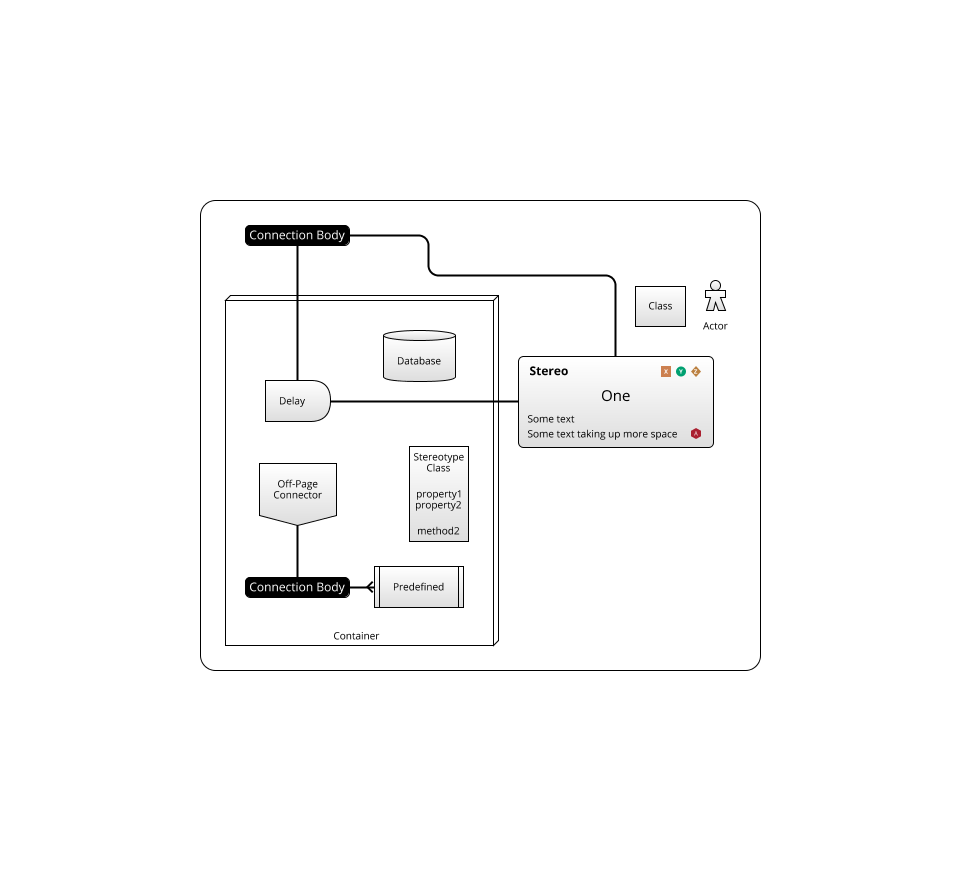 Connection Body
Class
Actor
Database
Delay
Stereo
X
Y
Z
One
Some text
Some text taking up more space
A
Stereotype
Class
property1
property2
method2
Off-Page
Connector
Connection Body
Predefined
Container